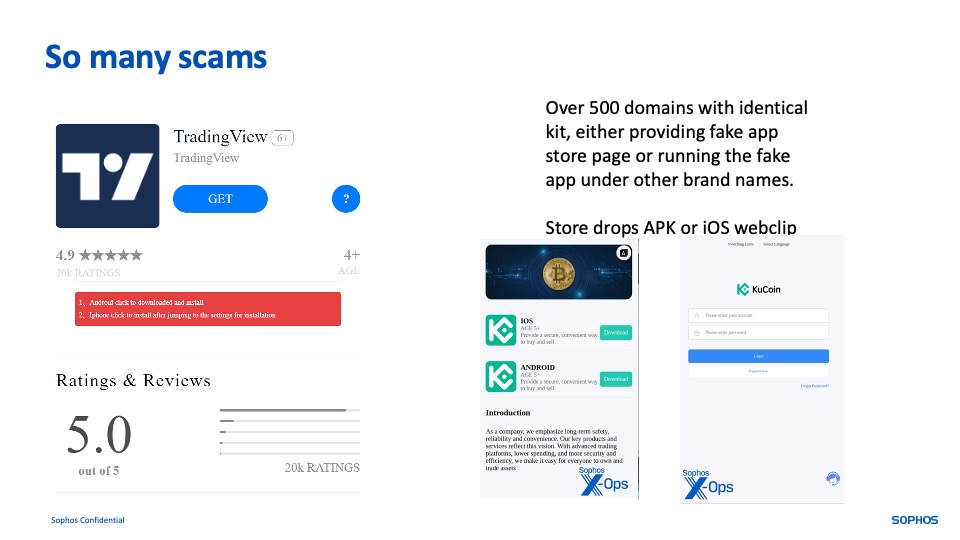 So many scams
TradingView 6+
TradingView
GET
?
4.9 ★★★★★
20k RATINGS
4+
AGE
1、Android click to downloaded and install
2、Iphone click to install after jumping to the settings for installation
Ratings & Reviews
5.0
out of 5
20k RATINGS
Over 500 domains with identical
kit, either providing fake app
store page or running the fake
app under other brand names.
Store drops APK or iOS webclip
IOS
AGE 5+
Provide a secure, convenient way
to buy and sell
Download
ANDROID
AGE 5+
Provide a secure, convenient way
to buy and sell
Download
Introduction
As a company, we emphasize long-term safety,
reliability and convenience. Our key products and
services reflect this vision. With advanced trading
platforms, lower spending, and more security and
efficiency, we make it easy for everyone to own and
trade assets
Sophos
X-Ops
Switching Lines Select Language
KuCoin
Please enter your account
Please enter password
Login
Register now
Forgot Password?
Sophos
X-Ops
Sophos Confidential
SOPHOS